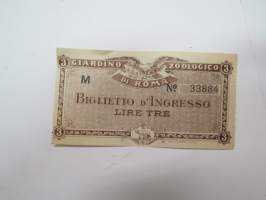 3 GIARDINO ZOOLOGICO 3
DI ROMA
M Nº 33884
BIGLIETTO D'INGRESSO
LIRE TRE
3 3